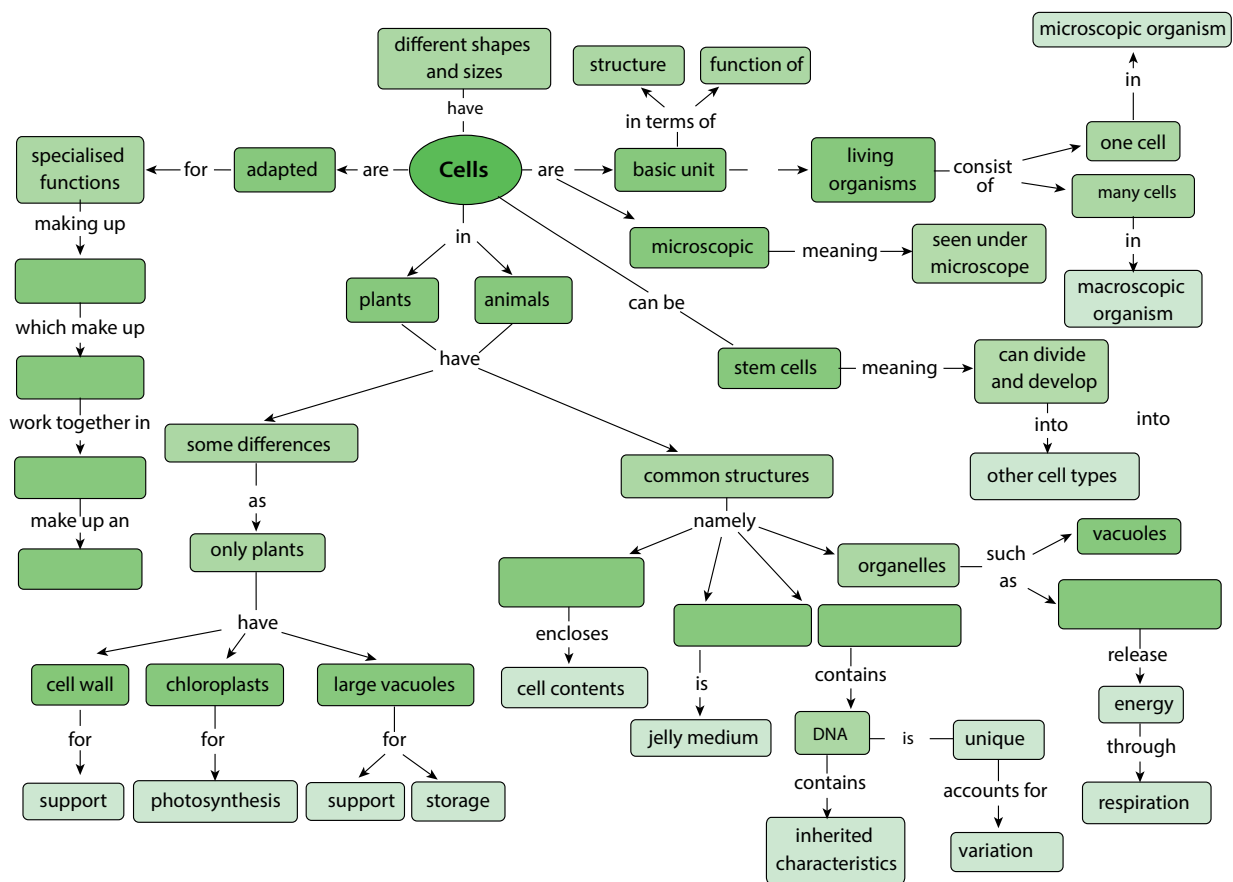 microscopic organism
different shapes
and sizes
structure
function of
in
have
in terms of
one cell
specialised
functions
for
adapted
are
Cells
are
basic unit
living
organisms
consist
of
many cells
making up
in
microscopic
meaning
seen under
microscope
in
macroscopic
organism
plants
animals
can be
which make up
have
stem cells
meaning
can divide
and develop
work together in
some differences
into
into
common structures
other cell types
as
make up an
namely
only plants
organelles
such
as
vacuoles
have
encloses
release
cell wall
chloroplasts
large vacuoles
cell contents
is
contains
energy
for
for
for
jelly medium
DNA
is
unique
through
support
photosynthesis
support
storage
contains
accounts for
respiration
inherited
characteristics
variation